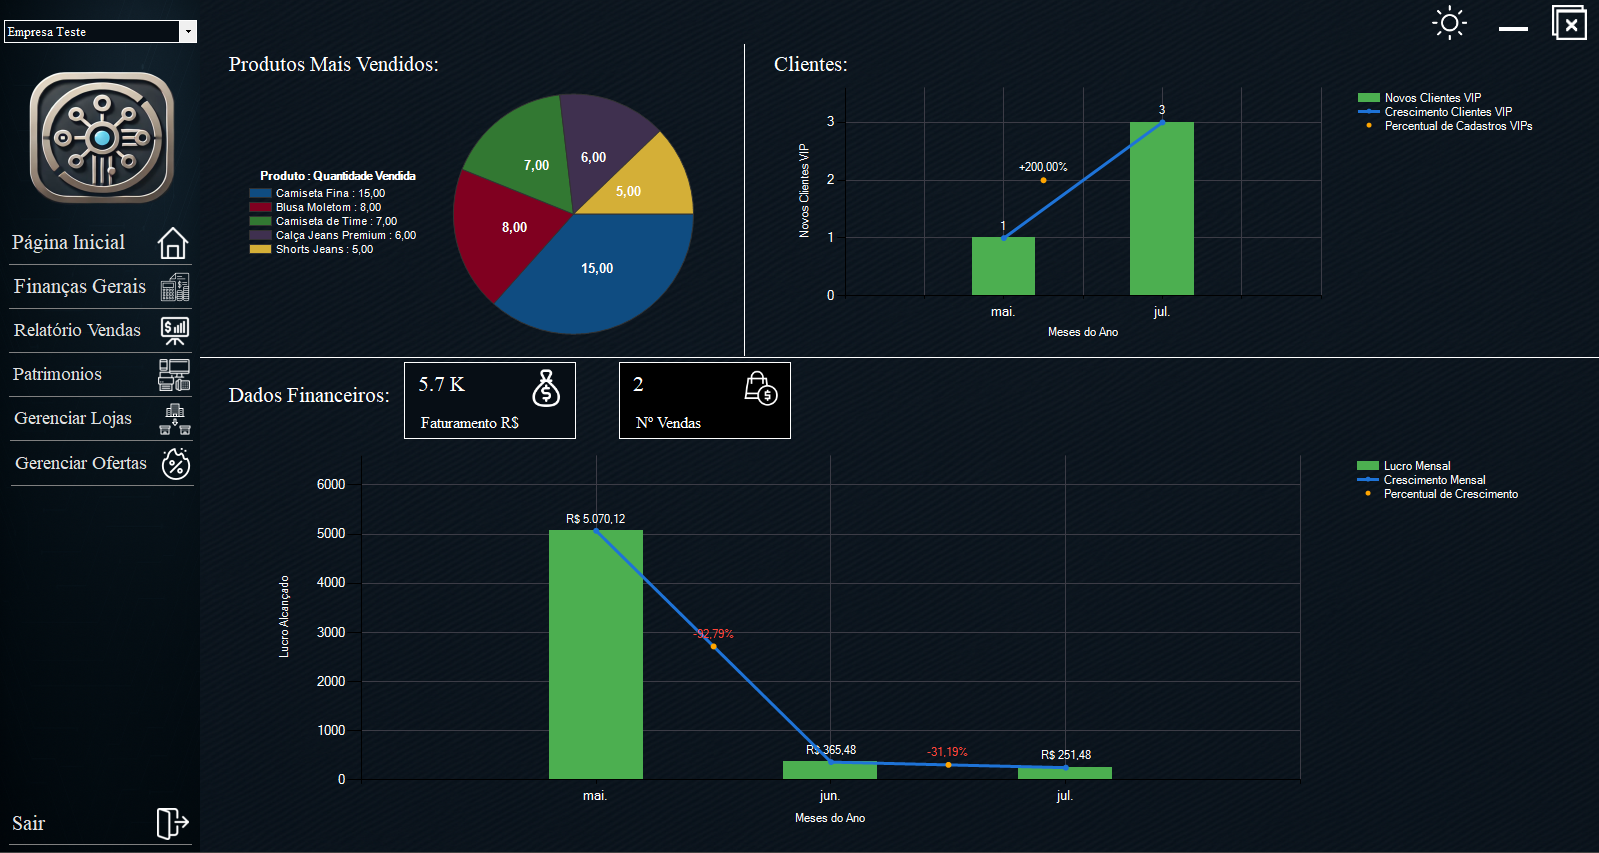 Empresa Teste
Página Inicial
Finanças Gerais
Relatório Vendas
Patrimonios
Gerenciar Lojas
Gerenciar Ofertas
Sair
Produtos Mais Vendidos:
Produto : Quantidade Vendida
Camiseta Fina : 15,00
Blusa Moletom : 8,00
Camiseta de Time : 7,00
Calça Jeans Premium : 6,00
Shorts Jeans : 5,00
7,00
6,00
5,00
8,00
15,00
Clientes:
Novos Clientes VIP
3
2
1
0
3
+200,00%
1
mai.
jul.
Meses do Ano
Novos Clientes VIP
Crescimento Clientes VIP
Percentual de Cadastros VIPs
Dados Financeiros:
5.7 K
Faturamento R$
2
Nº Vendas
Lucro Alcançado
6000
5000
4000
3000
2000
1000
0
R$ 5.070,12
-92,79%
R$ 365,48
-31,19%
R$ 251,48
mai.
jun.
jul.
Meses do Ano
Lucro Mensal
Crescimento Mensal
Percentual de Crescimento